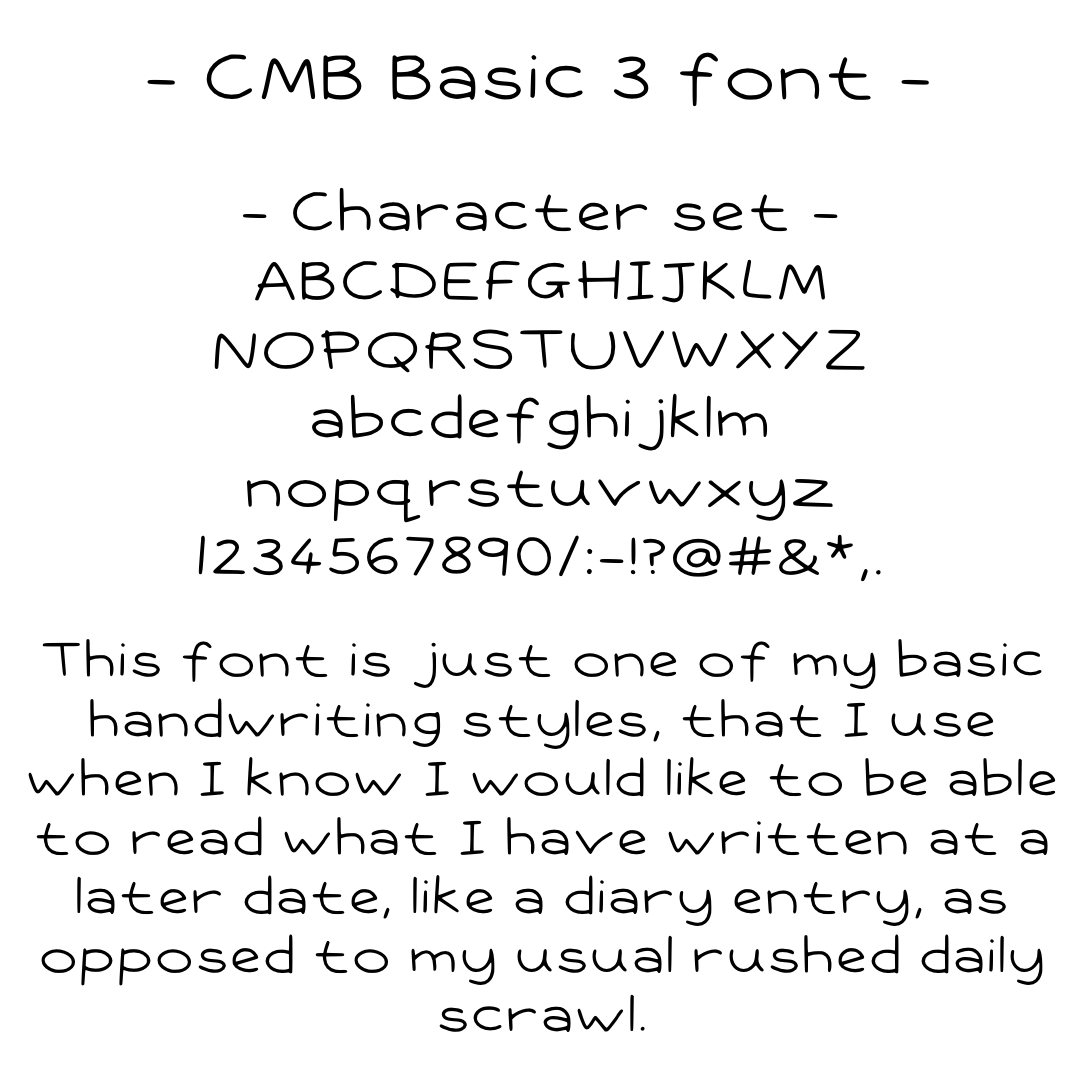 - CMB Basic 3 font -
- Character set -
ABCDEFGHIJKLM
NOPQRSTUVWXYZ
abcdefghijklm
nopqrstuvwxyz
1234567890/:-!?@#&*,.
This font is just one of my basic
handwriting styles, that I use
when I know I would like to be able
to read what I have written at a
later date, like a diary entry, as
opposed to my usual rushed daily
scrawl.